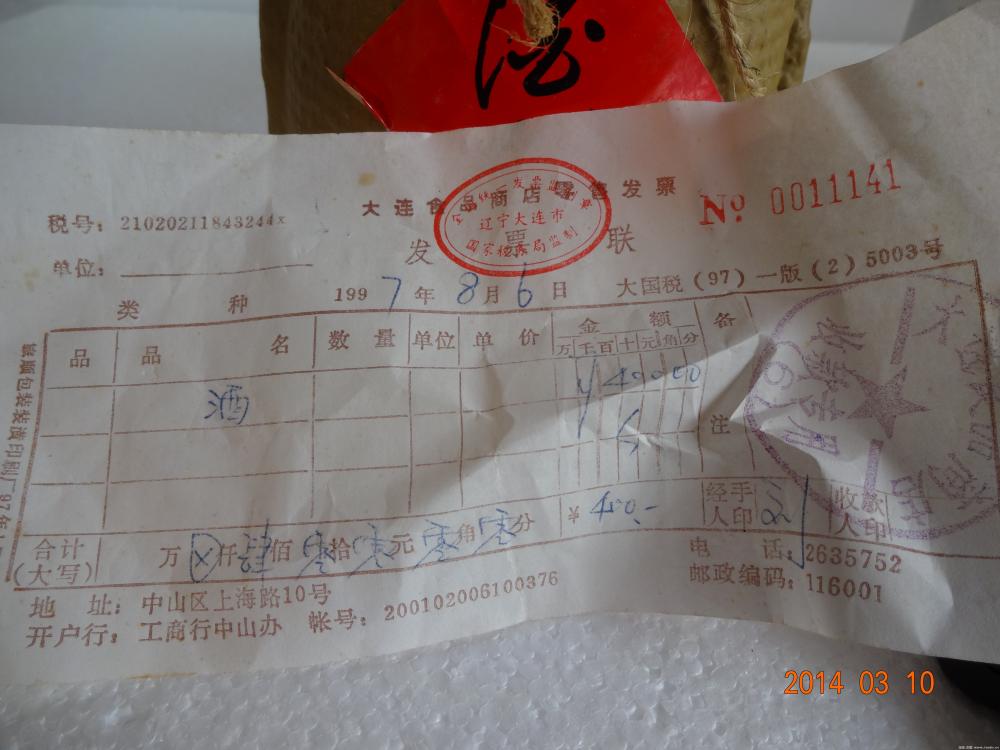 酒
大连食品商店零售发票
税号：21020211843244x
№ 0011141
辽宁大连市
国家税务局监制
发票联
单位：
1997年8月6日 大国税（97）一版（2）5003号
类种
品 品名 数量 单位 单价 金额 备注
万千百十元角分
酒 ¥40000
合计（大写） 万⊗仟肆佰零拾零元零角零分 ¥400.- 经手人印 收款人印
地址：中山区上海路10号 电话：2635752
开户行：工商行中山办 帐号：200102006100376 邮政编码：116001
2014 03 10